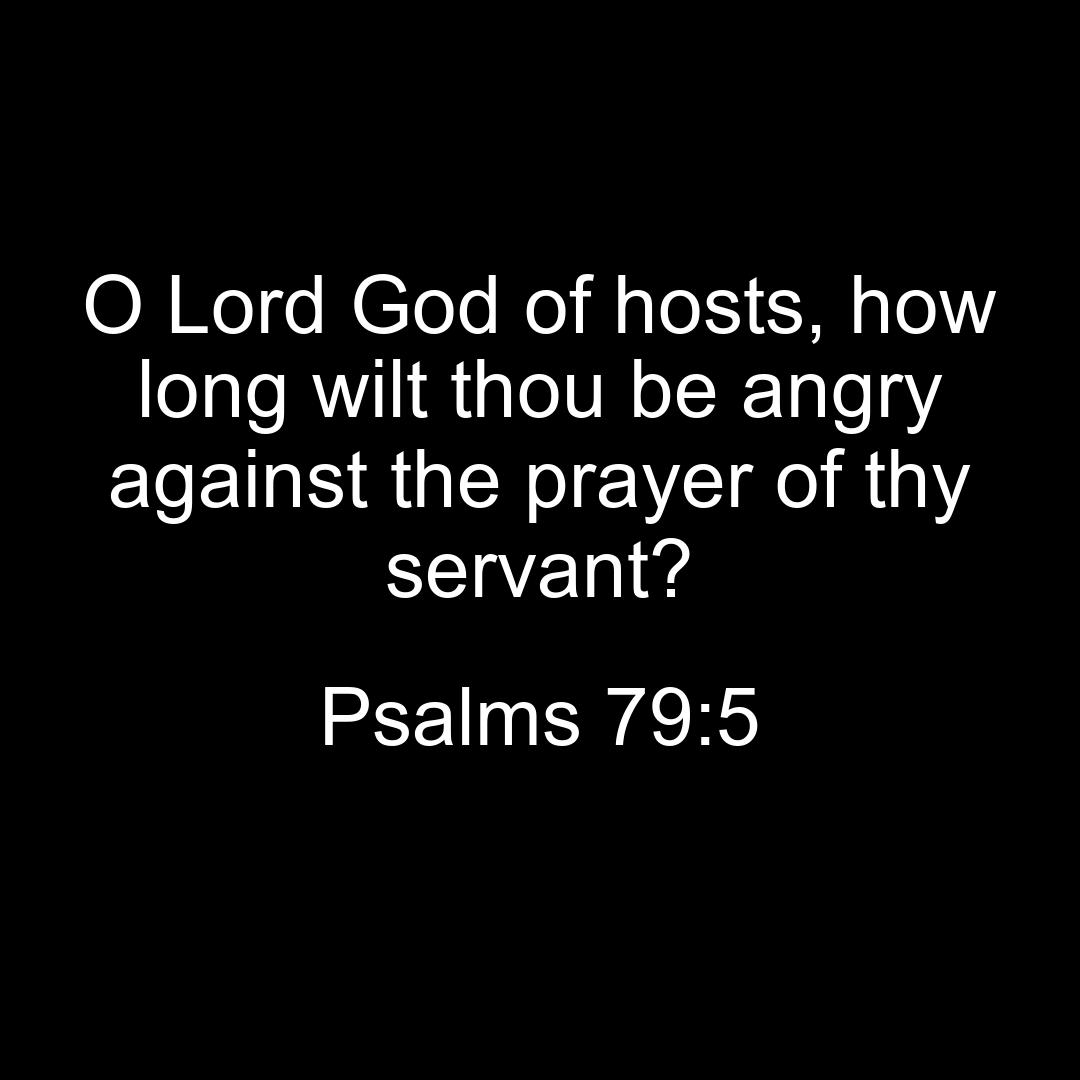 O Lord God of hosts, how
long wilt thou be angry
against the prayer of thy
servant?
Psalms 79:5